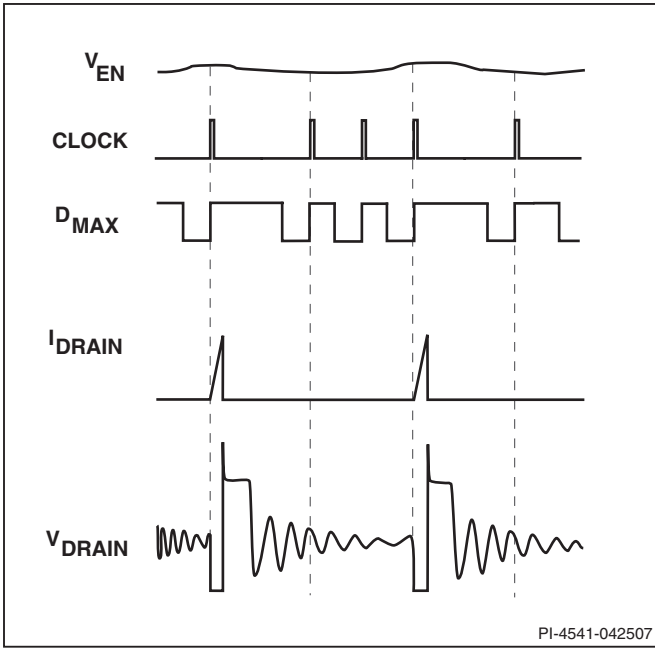 VEN
CLOCK
DMAX
IDRAIN
VDRAIN
PI-4541-042507